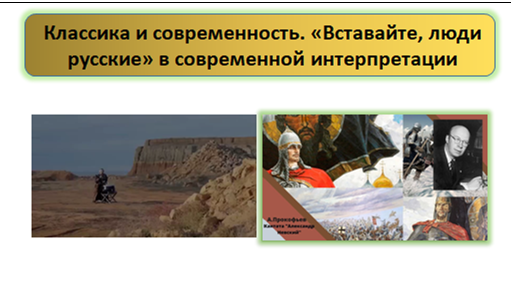 Классика и современность. «Вставайте, люди
русские» в современной интерпретации
А.Прокофьев
Кантата "Александр
Невский"